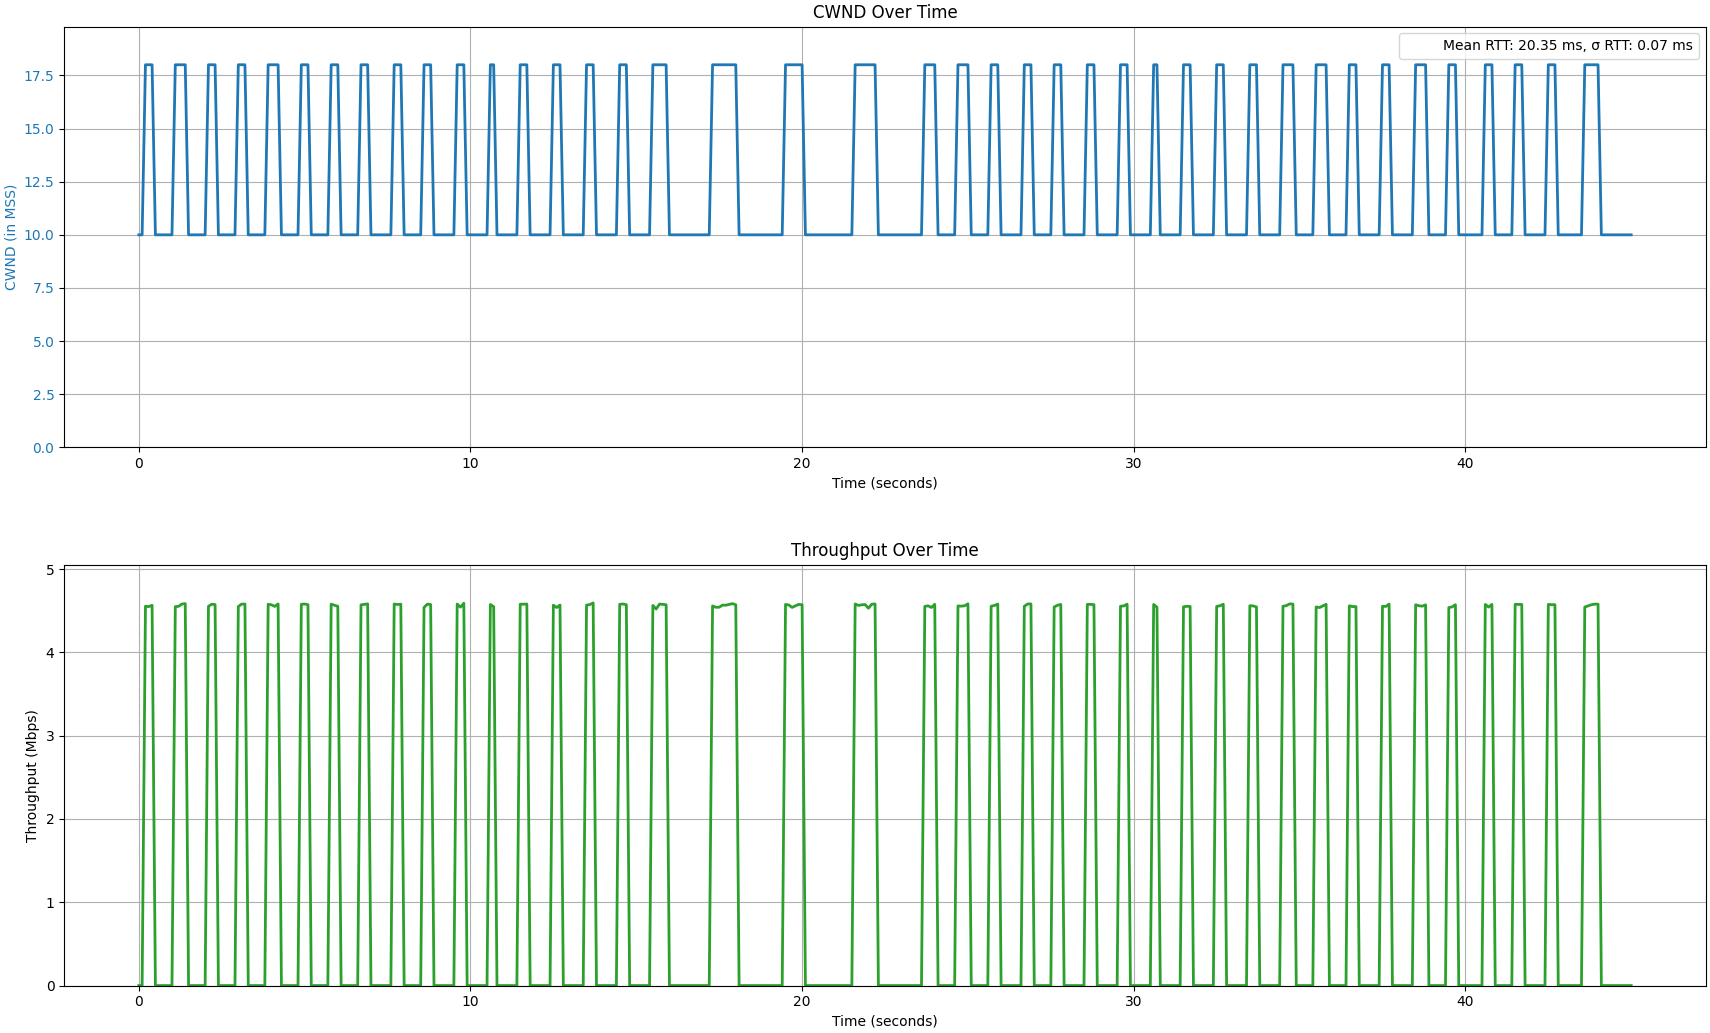 CWND Over Time
Mean RTT: 20.35 ms, σ RTT: 0.07 ms
CWND (in MSS)
17.5
15.0
12.5
10.0
7.5
5.0
2.5
0.0
0 10 20 30 40
Time (seconds)
Throughput Over Time
Throughput (Mbps)
5
4
3
2
1
0
0 10 20 30 40
Time (seconds)